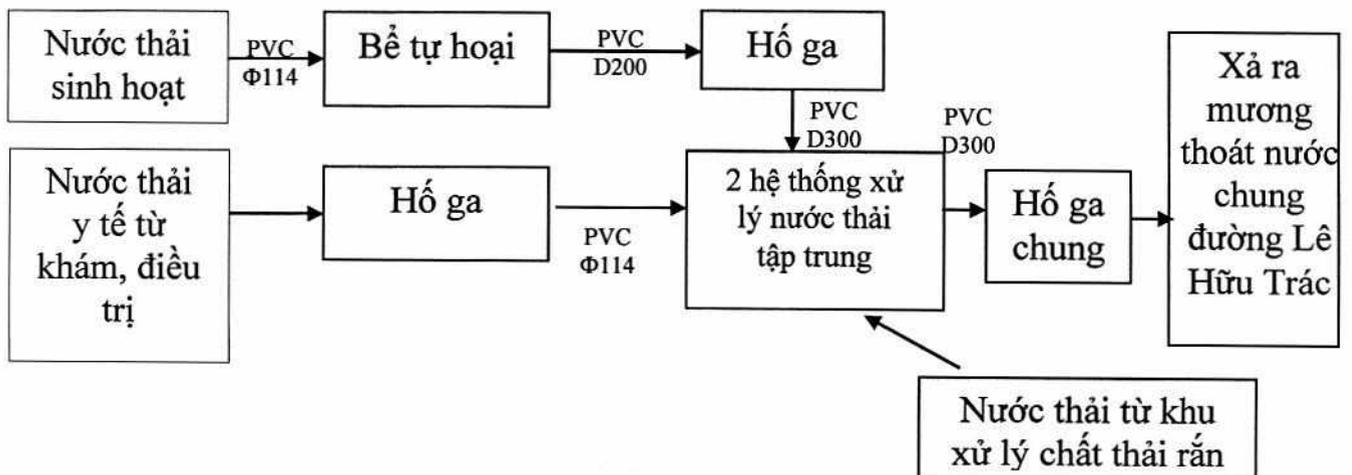 Nước thải
sinh hoạt
PVC
Φ114
Bể tự hoại
PVC
D200
Hố ga
PVC
D300
PVC
D300
Nước thải
y tế từ
khám, điều
trị
Hố ga
PVC
Φ114
2 hệ thống xử
lý nước thải
tập trung
Hố ga
chung
Xả ra
mương
thoát nước
chung
đường Lê
Hữu Trác
Nước thải từ khu
xử lý chất thải rắn